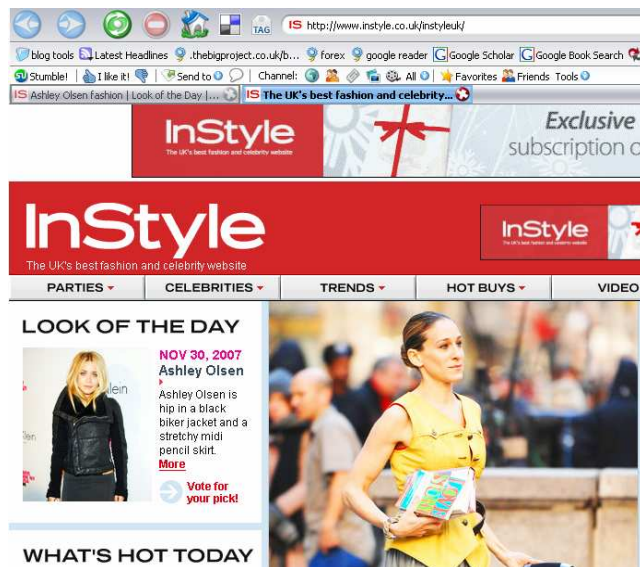 TAG
IS http://www.instyle.co.uk/instyleuk/
blog tools Latest Headlines .thebigproject.co.uk/b... forex google reader Google Scholar Google Book Search
Stumble! I like it! Send to Channel: All Favorites Friends Tools
IS Ashley Olsen fashion | Look of the Day |... IS The UK's best fashion and celebrity...
InStyle
The UK's best fashion and celebrity website
Exclusive
subscription o
InStyle
The UK's best fashion and celebrity website
InStyle
The UK's best fashion and celebrity website
PARTIES CELEBRITIES TRENDS HOT BUYS VIDEO
LOOK OF THE DAY
NOV 30, 2007
Ashley Olsen
Ashley Olsen is
hip in a black
biker jacket and a
stretchy midi
pencil skirt.
More
Vote for
your pick!
WHAT'S HOT TODAY